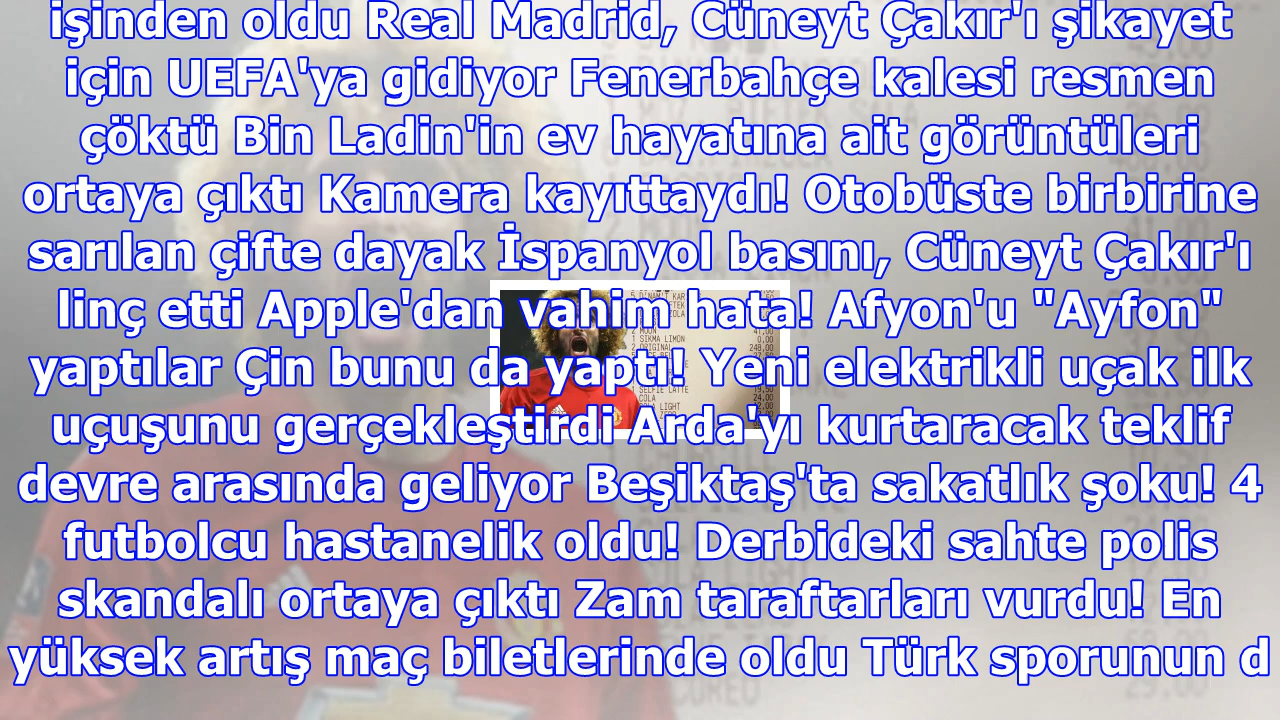 işinden oldu Real Madrid, Cüneyt Çakır'ı şikayet
için UEFA'ya gidiyor Fenerbahçe kalesi resmen
çöktü Bin Ladin'in ev hayatına ait görüntüleri
ortaya çıktı Kamera kayıttaydı! Otobüste birbirine
sarılan çifte dayak İspanyol basını, Cüneyt Çakır'ı
linç etti Apple'dan vahim hata! Afyon'u "Ayfon"
yaptılar Çin bunu da yaptı! Yeni elektrikli uçak ilk
uçuşunu gerçekleştirdi Arda'yı kurtaracak teklif
devre arasında geliyor Beşiktaş'ta sakatlık şoku! 4
futbolcu hastanelik oldu! Derbideki sahte polis
skandalı ortaya çıktı Zam taraftarları vurdu! En
yüksek artış maç biletlerinde oldu Türk sporunun d